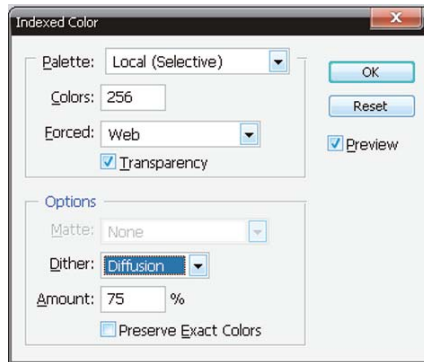 Indexed Color
Palette: Local (Selective)
Colors: 256
Forced: Web
Transparency
OK
Reset
Preview
Options
Matte: None
Dither: Diffusion
Amount: 75 %
Preserve Exact Colors